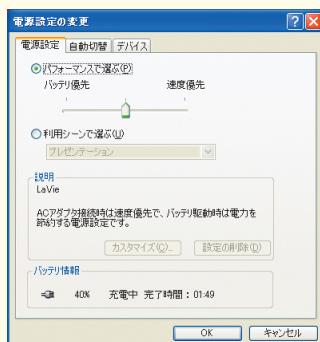 電源設定の変更
電源設定 自動切替 デバイス
パフォーマンスで選ぶ(P)
バッテリ優先 速度優先
利用シーンで選ぶ(U)
プレゼンテーション
説明
LaVie
ACアダプタ接続時は速度優先で、バッテリ駆動時は電力を
節約する電源設定です。
カスタマイズ(C)... 設定の削除(D)
バッテリ情報
40% 充電中 完了時間：01:49
OK キャンセル